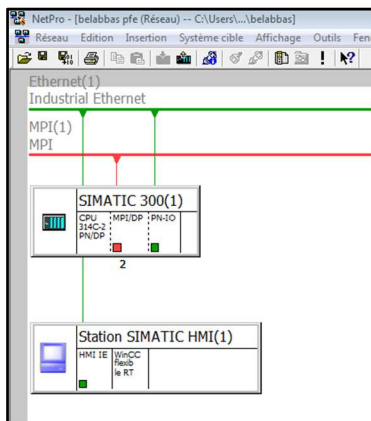 NetPro - [belabbas pfe (Réseau) -- C:\Users\...\belabbas]
Réseau Edition Insertion Système cible Affichage Outils Fen
Ethernet(1)
Industrial Ethernet
MPI(1)
MPI
SIMATIC 300(1)
CPU 314C-2 PN/DP
MPI/DP
PN-IO
2
Station SIMATIC HMI(1)
HMI IE
WinCC flexib le RT